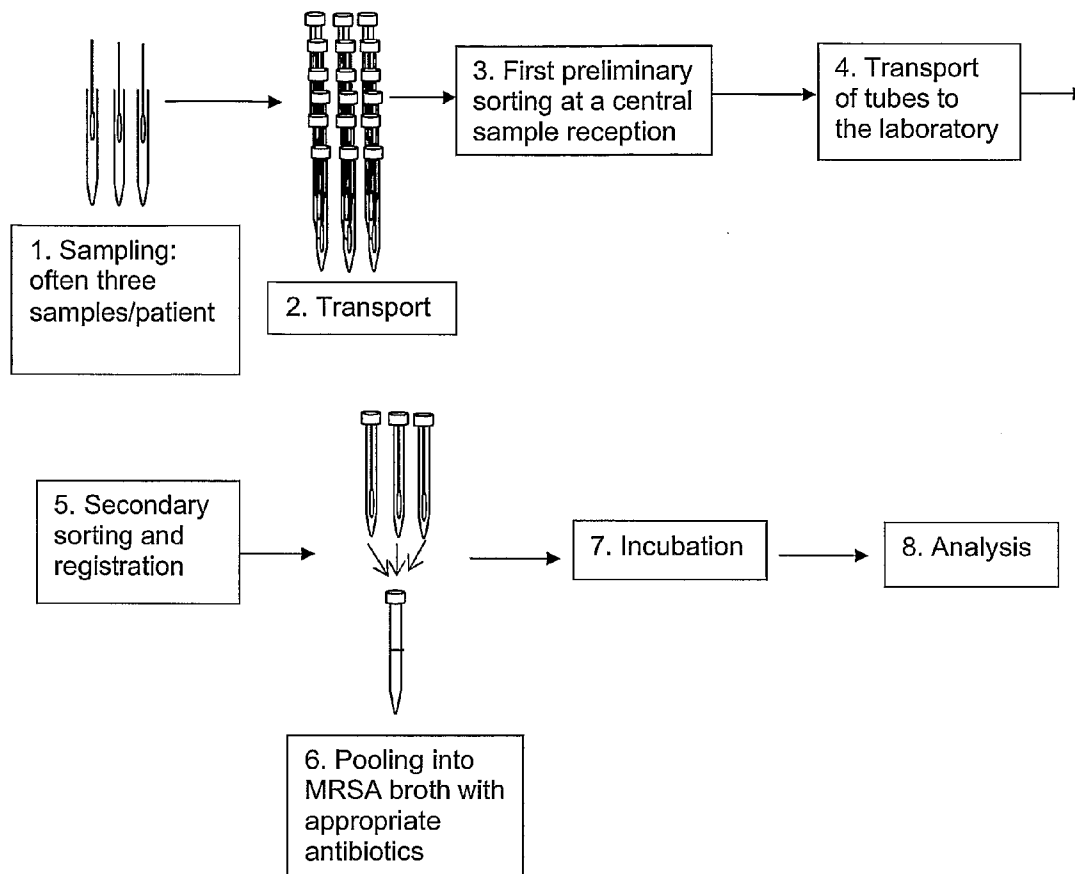 1. Sampling:
often three
samples/patient
2. Transport
3. First preliminary
sorting at a central
sample reception
4. Transport
of tubes to
the laboratory
5. Secondary
sorting and
registration
6. Pooling into
MRSA broth with
appropriate
antibiotics
7. Incubation
8. Analysis